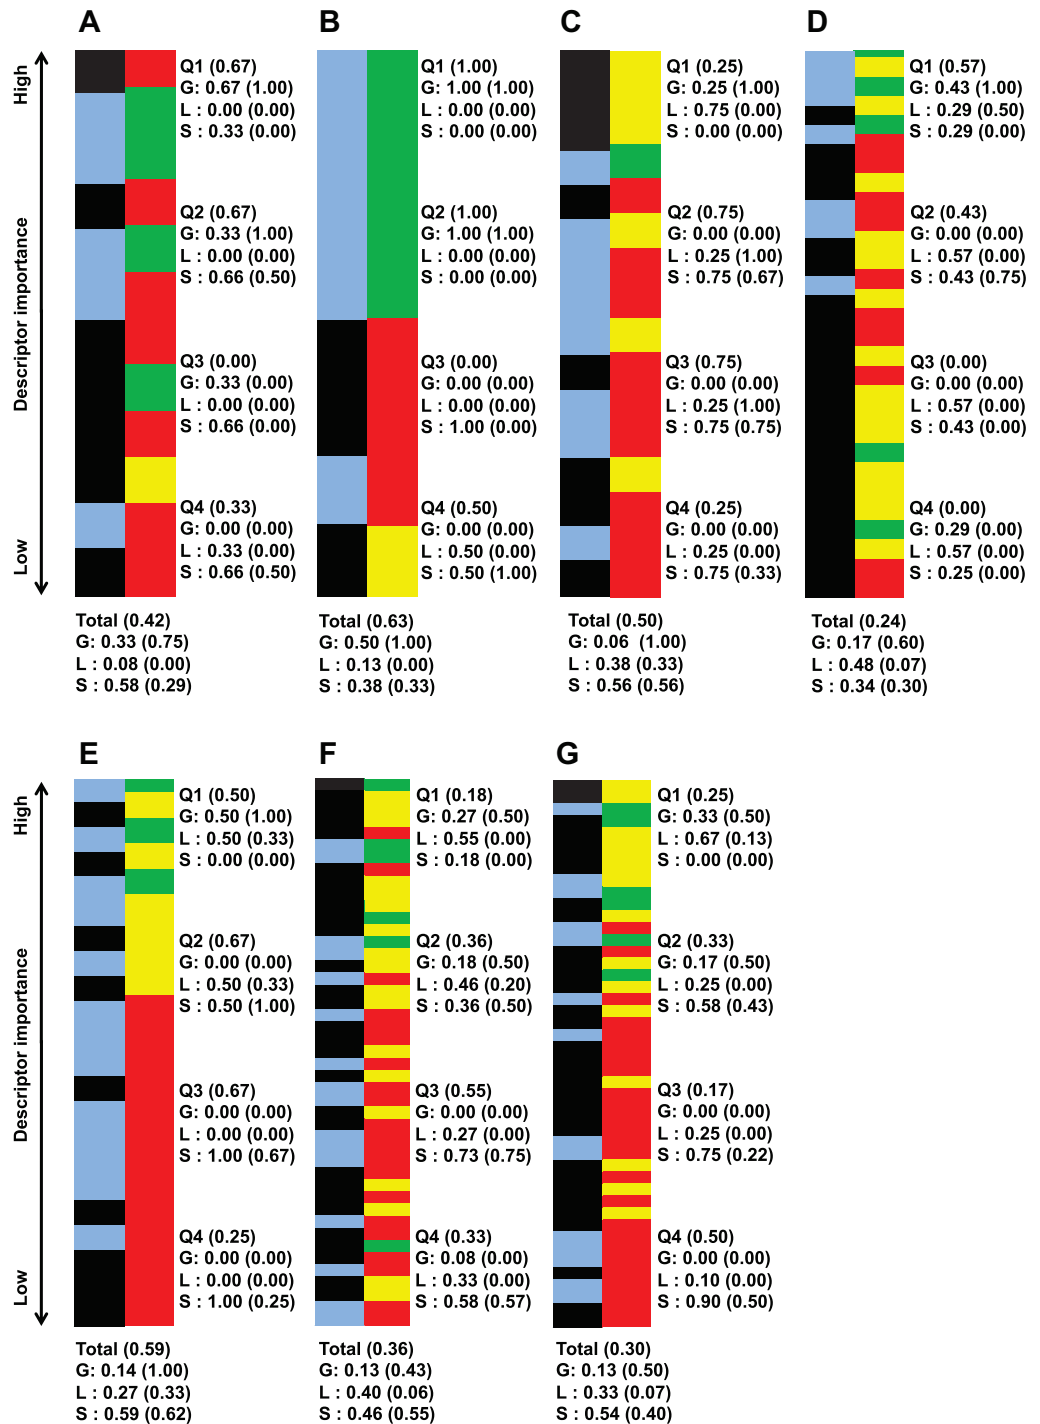 A
High
Descriptor importance
Low
Q1 (0.67)
G: 0.67 (1.00)
L : 0.00 (0.00)
S : 0.33 (0.00)
Q2 (0.67)
G: 0.33 (1.00)
L : 0.00 (0.00)
S : 0.66 (0.50)
Q3 (0.00)
G: 0.33 (0.00)
L : 0.00 (0.00)
S : 0.66 (0.00)
Q4 (0.33)
G: 0.00 (0.00)
L : 0.33 (0.00)
S : 0.66 (0.50)
Total (0.42)
G: 0.33 (0.75)
L : 0.08 (0.00)
S : 0.58 (0.29)
B
Q1 (1.00)
G: 1.00 (1.00)
L : 0.00 (0.00)
S : 0.00 (0.00)
Q2 (1.00)
G: 1.00 (1.00)
L : 0.00 (0.00)
S : 0.00 (0.00)
Q3 (0.00)
G: 0.00 (0.00)
L : 0.00 (0.00)
S : 1.00 (0.00)
Q4 (0.50)
G: 0.00 (0.00)
L : 0.50 (0.00)
S : 0.50 (1.00)
Total (0.63)
G: 0.50 (1.00)
L : 0.13 (0.00)
S : 0.38 (0.33)
C
Q1 (0.25)
G: 0.25 (1.00)
L : 0.75 (0.00)
S : 0.00 (0.00)
Q2 (0.75)
G: 0.00 (0.00)
L : 0.25 (1.00)
S : 0.75 (0.67)
Q3 (0.75)
G: 0.00 (0.00)
L : 0.25 (1.00)
S : 0.75 (0.75)
Q4 (0.25)
G: 0.00 (0.00)
L : 0.25 (0.00)
S : 0.75 (0.33)
Total (0.50)
G: 0.06 (1.00)
L : 0.38 (0.33)
S : 0.56 (0.56)
D
Q1 (0.57)
G: 0.43 (1.00)
L : 0.29 (0.50)
S : 0.29 (0.00)
Q2 (0.43)
G: 0.00 (0.00)
L : 0.57 (0.00)
S : 0.43 (0.75)
Q3 (0.00)
G: 0.00 (0.00)
L : 0.57 (0.00)
S : 0.43 (0.00)
Q4 (0.00)
G: 0.29 (0.00)
L : 0.57 (0.00)
S : 0.25 (0.00)
Total (0.24)
G: 0.17 (0.60)
L : 0.48 (0.07)
S : 0.34 (0.30)
E
High
Descriptor importance
Low
Q1 (0.50)
G: 0.50 (1.00)
L : 0.50 (0.33)
S : 0.00 (0.00)
Q2 (0.67)
G: 0.00 (0.00)
L : 0.50 (0.33)
S : 0.50 (1.00)
Q3 (0.67)
G: 0.00 (0.00)
L : 0.00 (0.00)
S : 1.00 (0.67)
Q4 (0.25)
G: 0.00 (0.00)
L : 0.00 (0.00)
S : 1.00 (0.25)
Total (0.59)
G: 0.14 (1.00)
L : 0.27 (0.33)
S : 0.59 (0.62)
F
Q1 (0.18)
G: 0.27 (0.50)
L : 0.55 (0.00)
S : 0.18 (0.00)
Q2 (0.36)
G: 0.18 (0.50)
L : 0.46 (0.20)
S : 0.36 (0.50)
Q3 (0.55)
G: 0.00 (0.00)
L : 0.27 (0.00)
S : 0.73 (0.75)
Q4 (0.33)
G: 0.08 (0.00)
L : 0.33 (0.00)
S : 0.58 (0.57)
Total (0.36)
G: 0.13 (0.43)
L : 0.40 (0.06)
S : 0.46 (0.55)
G
Q1 (0.25)
G: 0.33 (0.50)
L : 0.67 (0.13)
S : 0.00 (0.00)
Q2 (0.33)
G: 0.17 (0.50)
L : 0.25 (0.00)
S : 0.58 (0.43)
Q3 (0.17)
G: 0.00 (0.00)
L : 0.25 (0.00)
S : 0.75 (0.22)
Q4 (0.50)
G: 0.00 (0.00)
L : 0.10 (0.00)
S : 0.90 (0.50)
Total (0.30)
G: 0.13 (0.50)
L : 0.33 (0.07)
S : 0.54 (0.40)